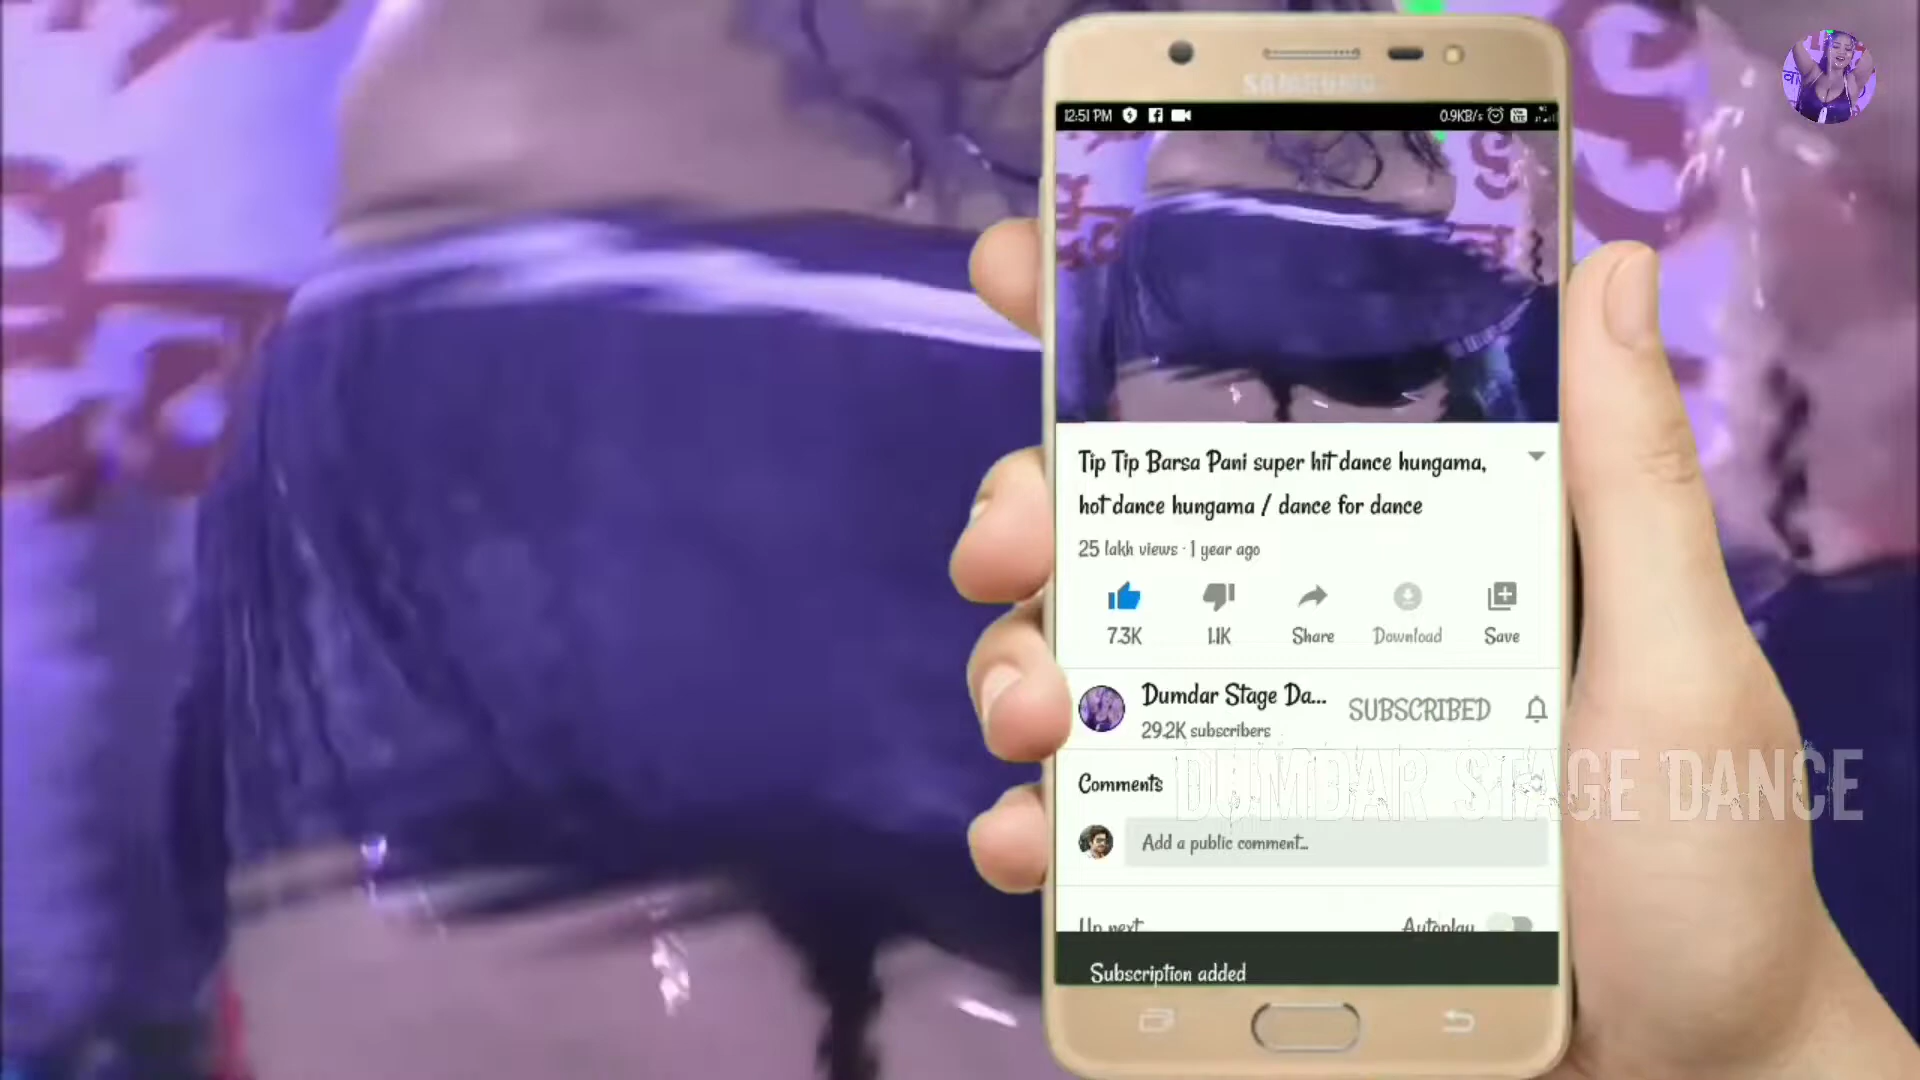 SAMSUNG
12:51 PM
0.9KB/s
Tip Tip Barsa Pani super hit dance hungama,
hot dance hungama / dance for dance
25 lakh views · 1 year ago
7.3K
1.1K
Share
Download
Save
Dumdar Stage Da...
SUBSCRIBED
29.2K subscribers
DUMDAR STAGE DANCE
Comments
Add a public comment...
Up next
Autoplay
Subscription added